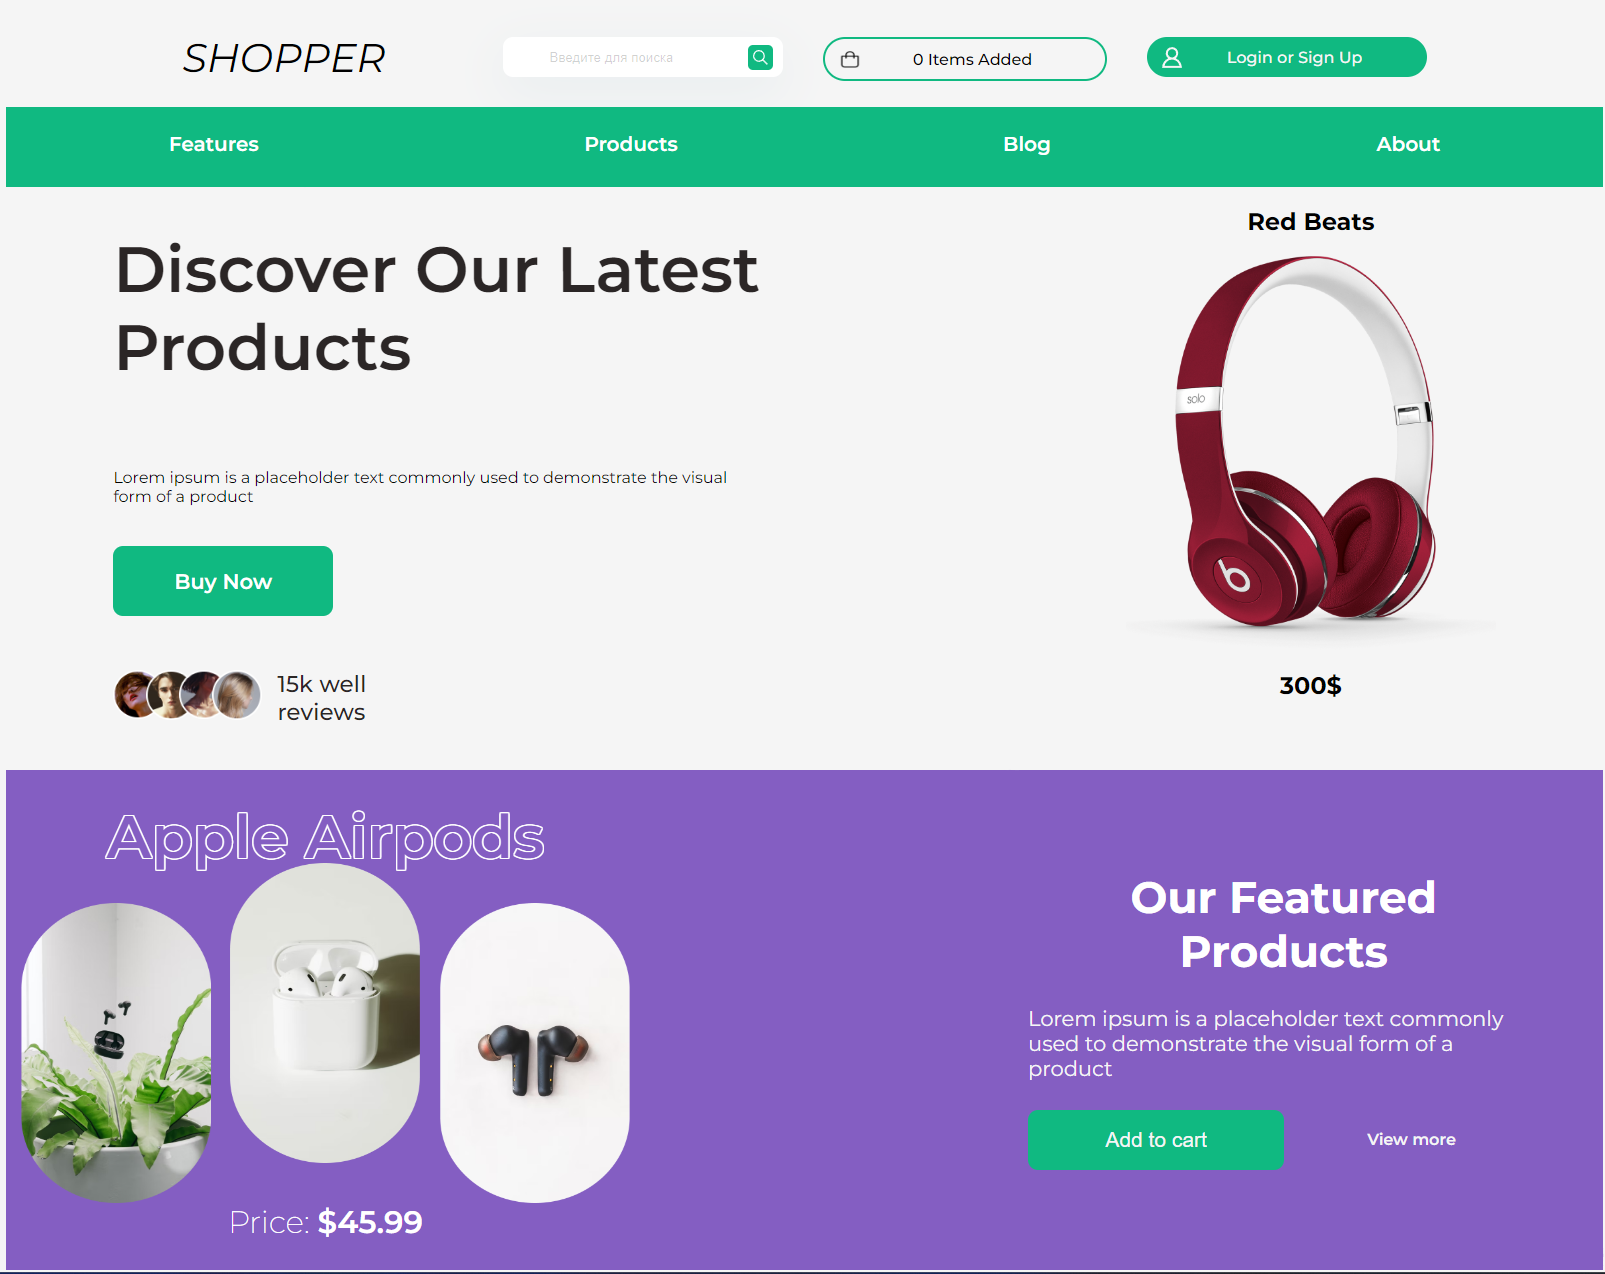 SHOPPER
Введите для поиска
0 Items Added
Login or Sign Up
Features
Products
Blog
About
Discover Our Latest
Products
Red Beats
solo
Lorem ipsum is a placeholder text commonly used to demonstrate the visual
form of a product
Buy Now
15k well
reviews
300$
Apple Airpods
Our Featured
Products
Lorem ipsum is a placeholder text commonly
used to demonstrate the visual form of a
product
Add to cart
View more
Price: $45.99